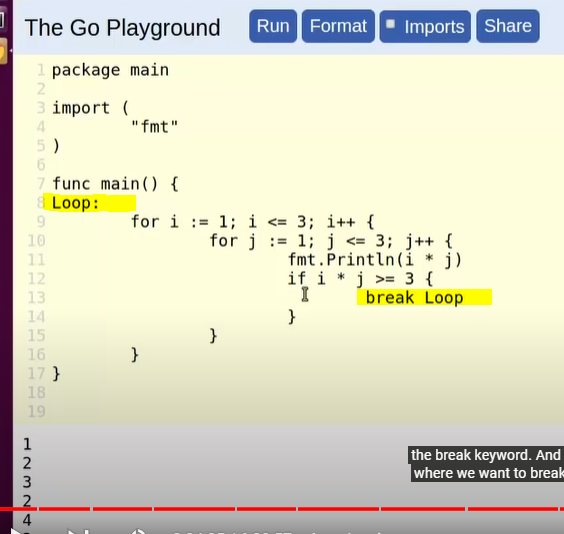 The Go Playground Run Format Imports Share
1 package main
2
3 import (
4 "fmt"
5 )
6
7 func main() {
8 Loop:
9 for i := 1; i <= 3; i++ {
10 for j := 1; j <= 3; j++ {
11 fmt.Println(i * j)
12 if i * j >= 3 {
13 break Loop
14 }
15 }
16 }
17 }
18
19
1
2
3
2
4
the break keyword. And
where we want to break